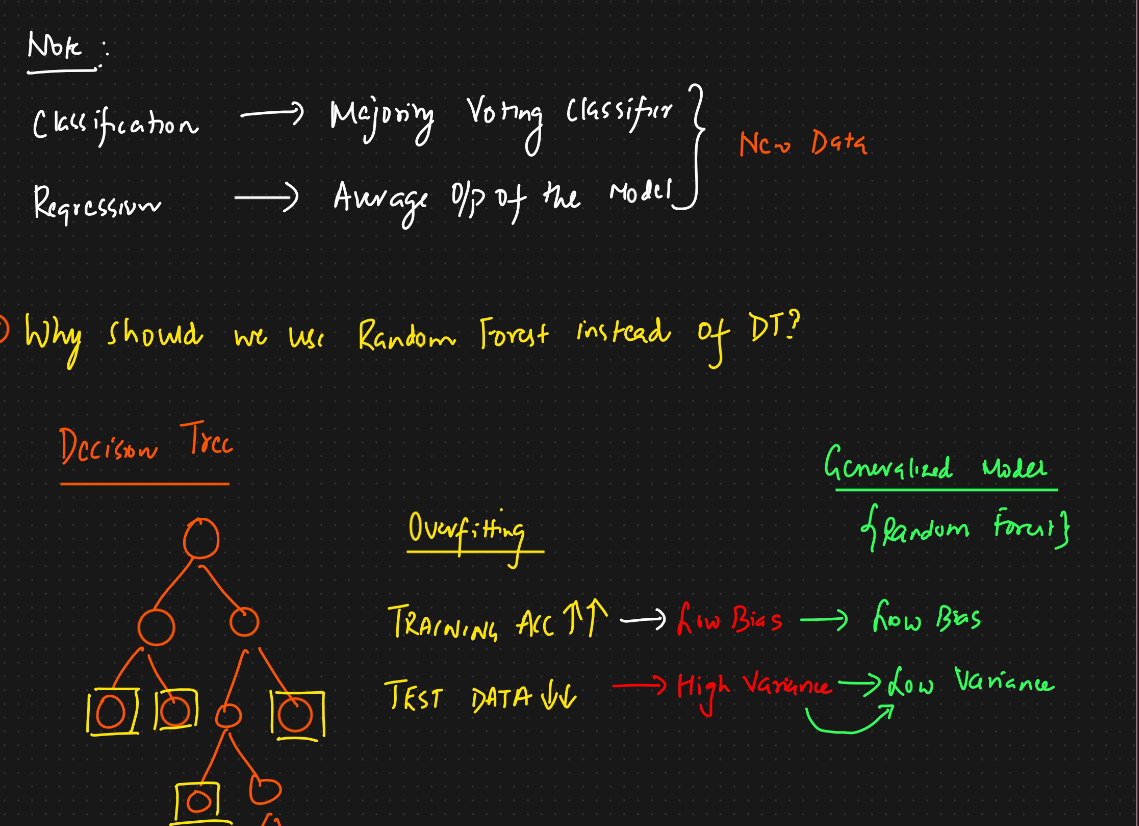 Note :
Classification → Majority Voting Classifier } New Data
Regression → Average O/P of the Model
Why should we use Random Forest instead of DT?
Decision Tree
Generalized Model
{Random Forest}
Overfitting
TRAINING ACC ↑↑ → Low Bias → Low Bias
TEST DATA ↓↓ → High Variance → Low Variance